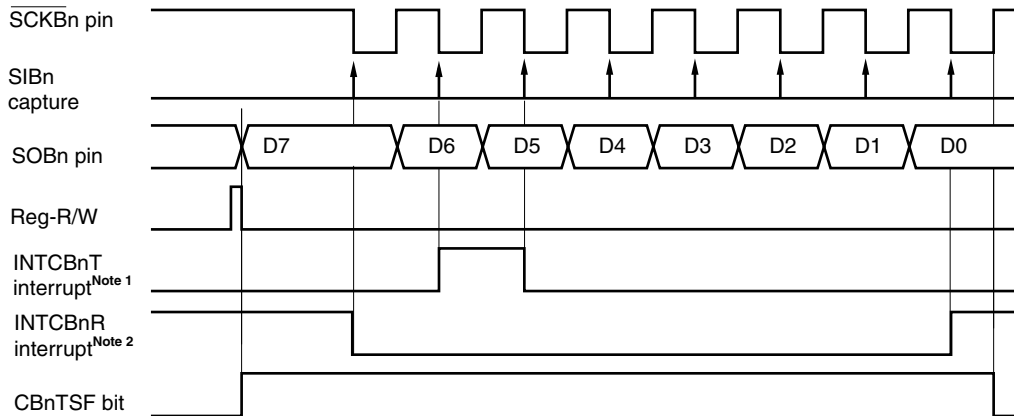 SCKBn pin
SIBn
capture
SOBn pin
D7 D6 D5 D4 D3 D2 D1 D0
Reg-R/W
INTCBnT
interruptNote 1
INTCBnR
interruptNote 2
CBnTSF bit